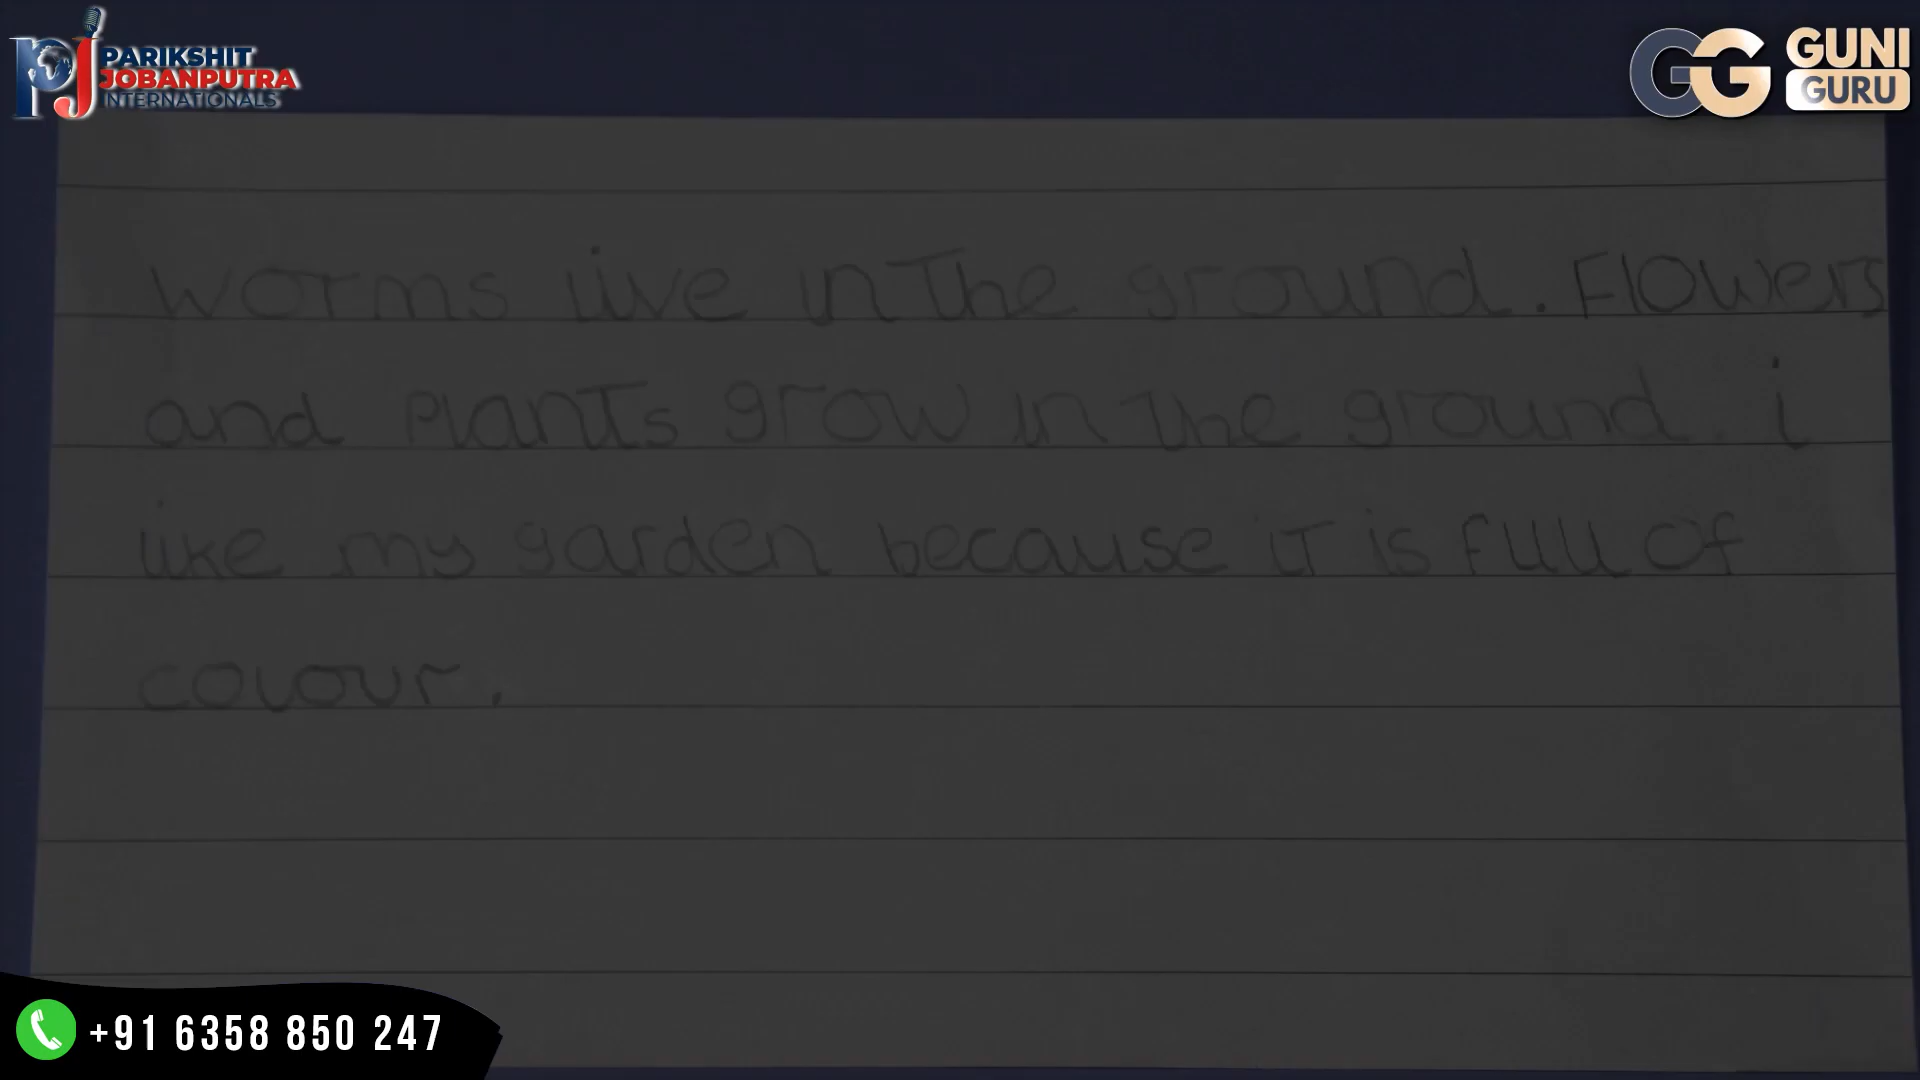 PARIKSHIT
JOBANPUTRA
INTERNATIONALS
GUNI
GURU
Worms live in The ground. Flowers
and Plants grow in the ground. i
like my garden because it is full of
colour.
+91 6358 850 247